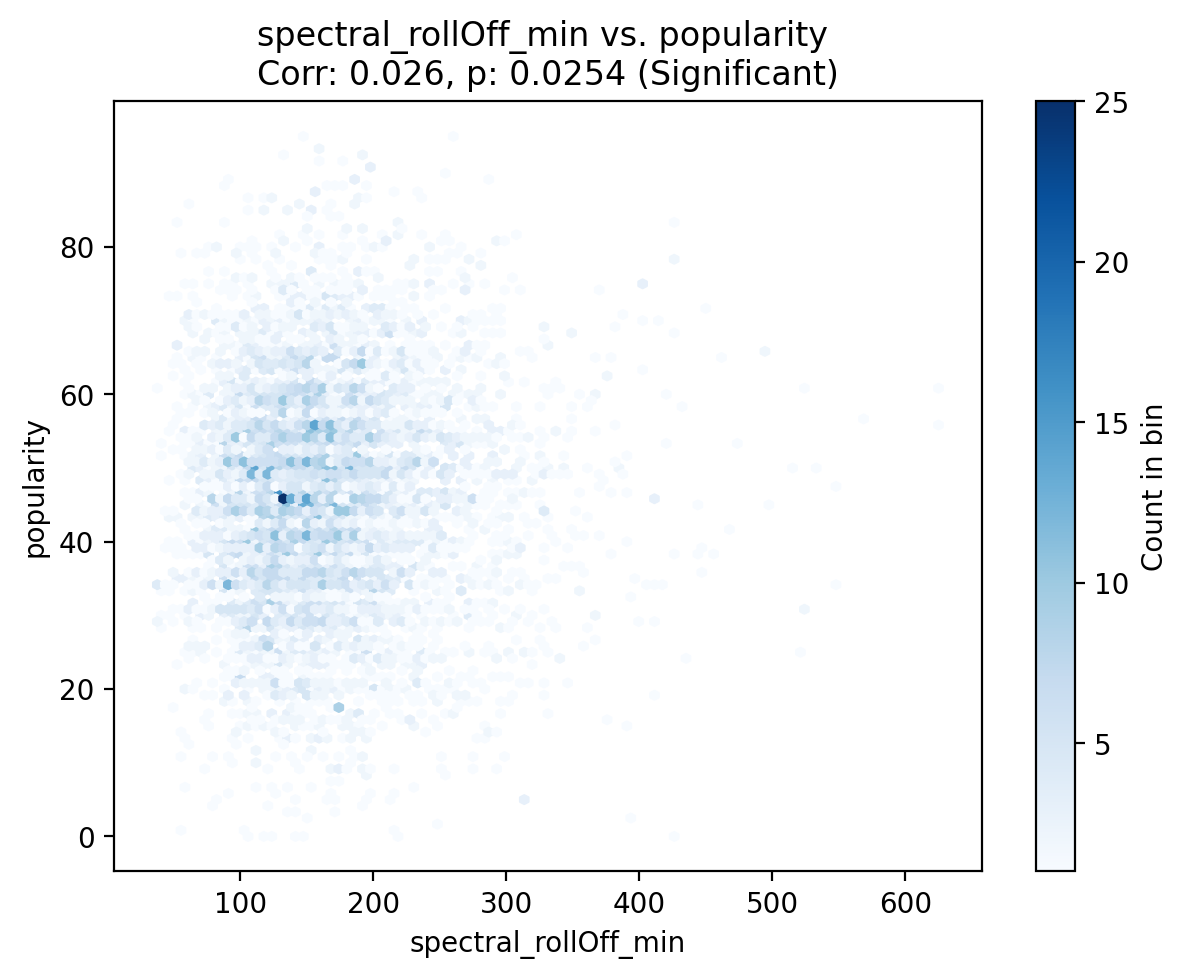 spectral_rollOff_min vs. popularity
Corr: 0.026, p: 0.0254 (Significant)
popularity
80
60
40
20
0
100 200 300 400 500 600
spectral_rollOff_min
25
20
15
10
5
Count in bin